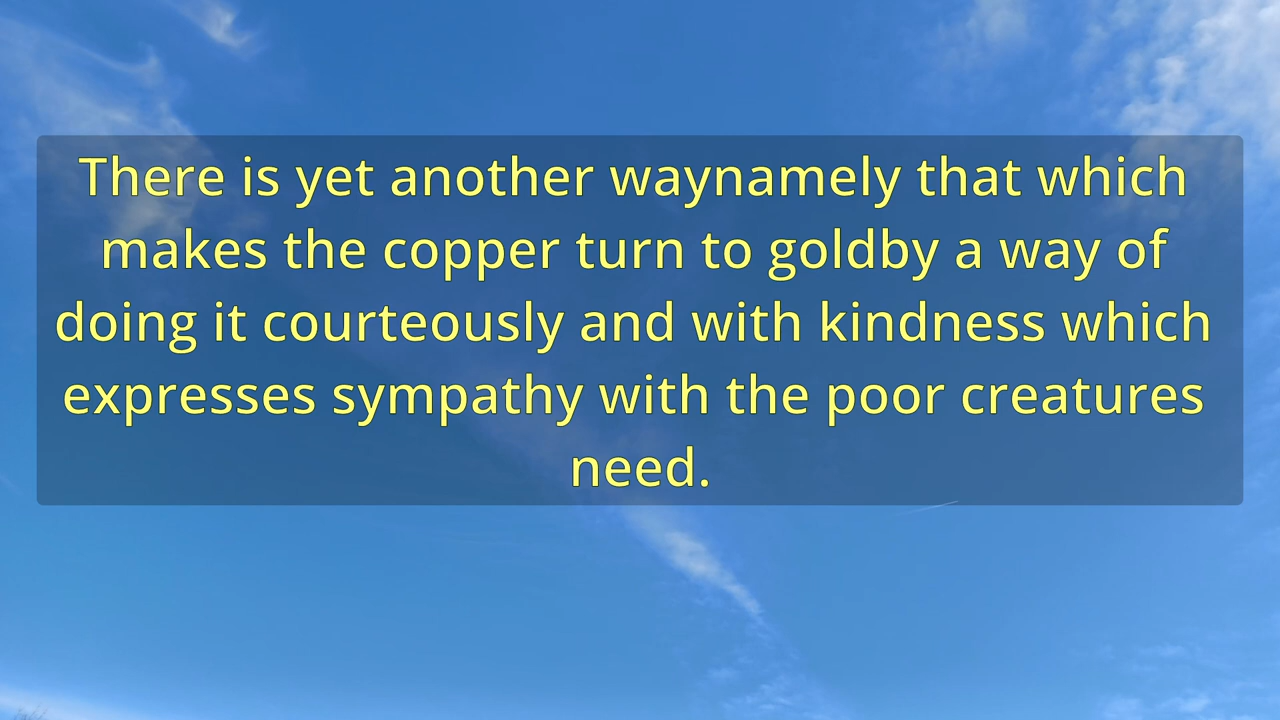 There is yet another waynamely that which
makes the copper turn to goldby a way of
doing it courteously and with kindness which
expresses sympathy with the poor creatures
need.